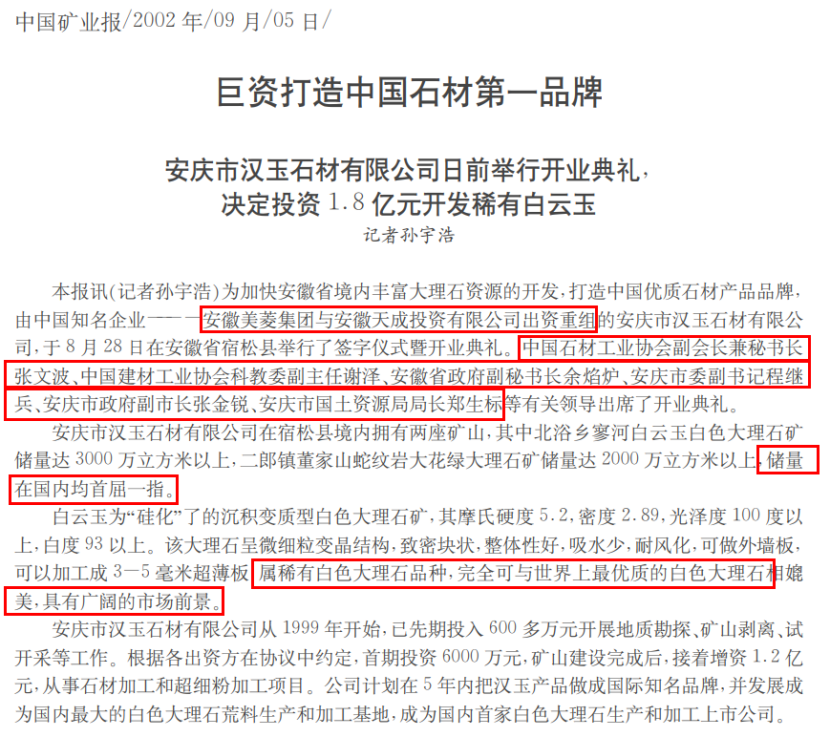 中国矿业报/2002 年/09 月/05 日/
巨资打造中国石材第一品牌
安庆市汉玉石材有限公司日前举行开业典礼,
决定投资 1.8 亿元开发稀有白云玉
记者孙宇浩
本报讯(记者孙宇浩)为加快安徽省境内丰富大理石资源的开发,打造中国优质石材产品品牌,
由中国知名企业———安徽美菱集团与安徽天成投资有限公司出资重组的安庆市汉玉石材有限公
司,于 8 月 28 日在安徽省宿松县举行了签字仪式暨开业典礼。中国石材工业协会副会长兼秘书长
张文波、中国建材工业协会科教委副主任谢泽、安徽省政府副秘书长余焰炉、安庆市委副书记程继
兵、安庆市政府副市长张金锐、安庆市国土资源局局长郑生标等有关领导出席了开业典礼。
安庆市汉玉石材有限公司在宿松县境内拥有两座矿山,其中北浴乡寥河白云玉白色大理石矿
储量达 3000 万立方米以上,二郎镇董家山蛇纹岩大花绿大理石矿储量达 2000 万立方米以上,储量
在国内均首屈一指。
白云玉为“硅化”了的沉积变质型白色大理石矿,其摩氏硬度 5.2,密度 2.89,光泽度 100 度以
上,白度 93 以上。该大理石呈微细粒变晶结构,致密块状,整体性好,吸水少,耐风化,可做外墙板,
可以加工成 3—5 毫米超薄板,属稀有白色大理石品种,完全可与世界上最优质的白色大理石相媲
美,具有广阔的市场前景。
安庆市汉玉石材有限公司从 1999 年开始,已先期投入 600 多万元开展地质勘探、矿山剥离、试
开采等工作。根据各出资方在协议中约定,首期投资 6000 万元,矿山建设完成后,接着增资 1.2 亿
元,从事石材加工和超细粉加工项目。公司计划在 5 年内把汉玉产品做成国际知名品牌,并发展成
为国内最大的白色大理石荒料生产和加工基地,成为国内首家白色大理石生产和加工上市公司。